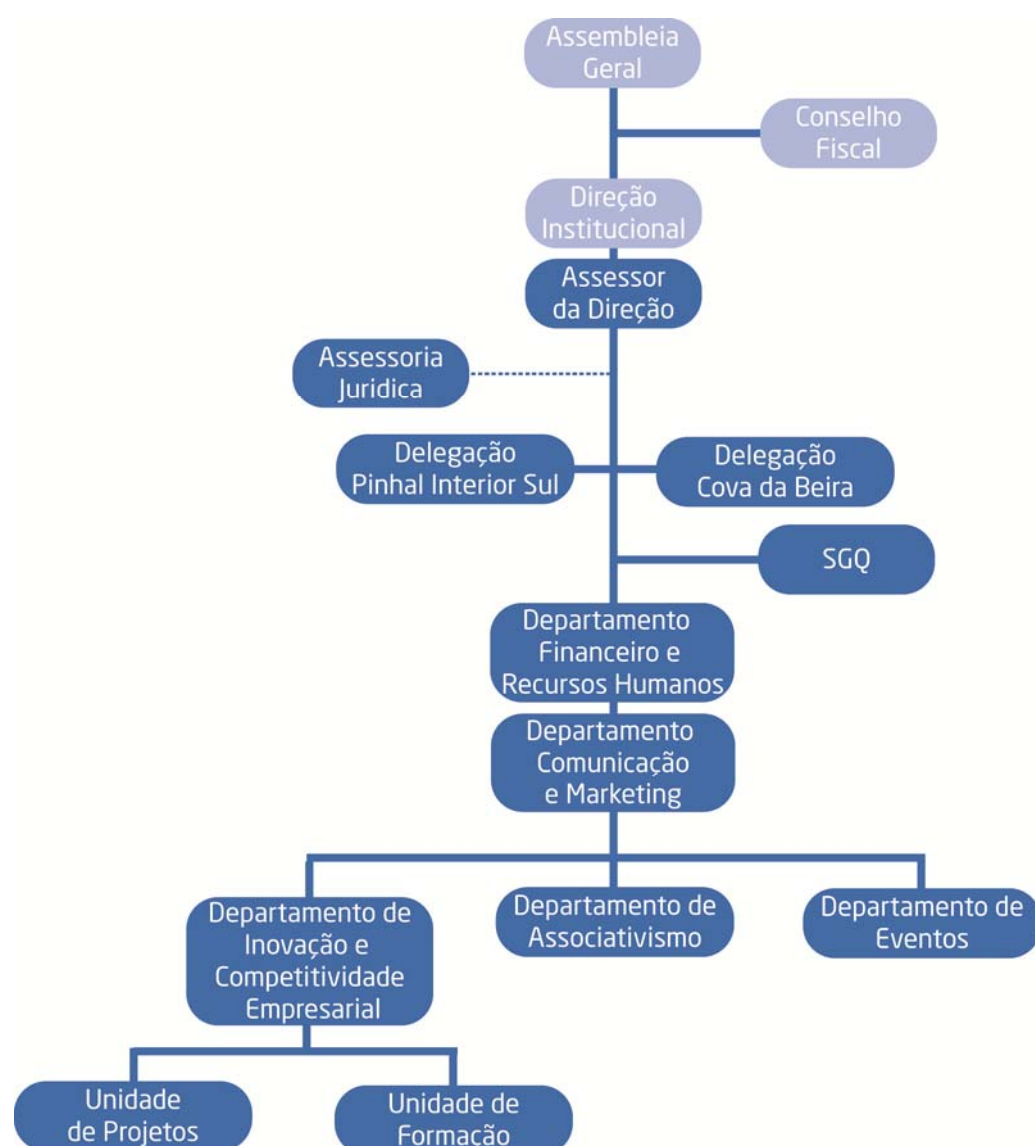 Assembleia
Geral
Conselho
Fiscal
Direção
Institucional
Assessor
da Direção
Assessoria
Juridica
Delegação
Pinhal Interior Sul
Delegação
Cova da Beira
SGQ
Departamento
Financeiro e
Recursos Humanos
Departamento
Comunicação
e Marketing
Departamento de
Inovação e
Competitividade
Empresarial
Departamento de
Associativismo
Departamento de
Eventos
Unidade
de Projetos
Unidade de
Formação